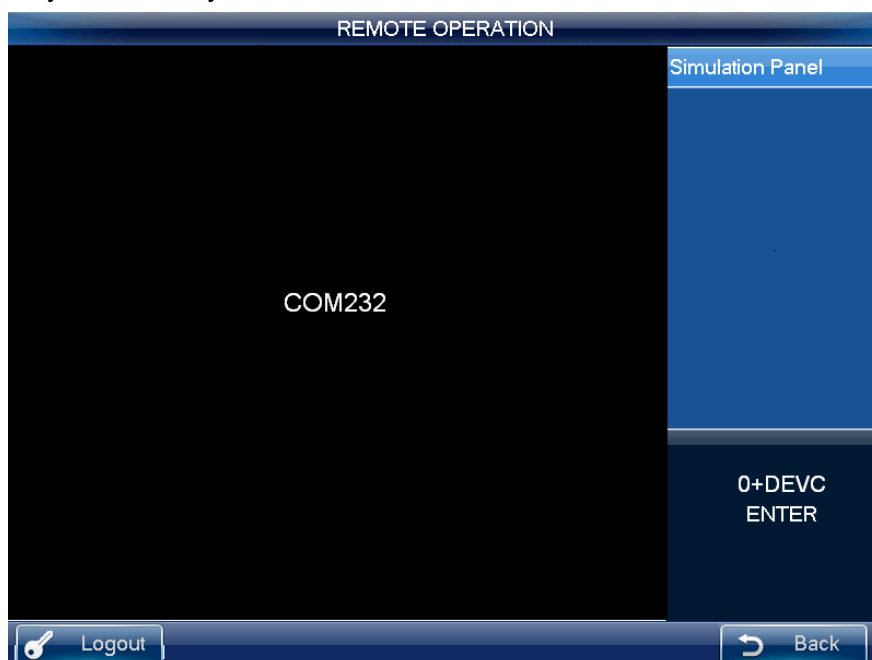 REMOTE OPERATION
Simulation Panel
COM232
0+DEVC
ENTER
Logout
Back